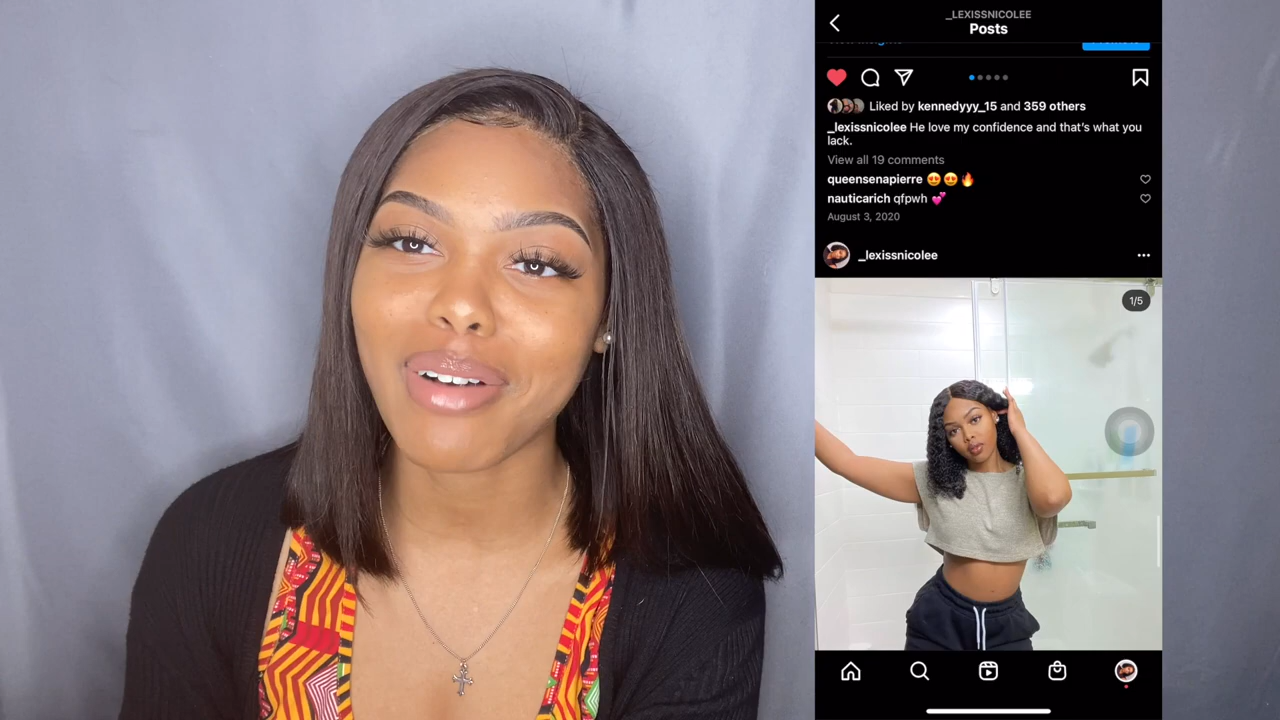 _LEXISSNICOLEE
Posts
Liked by kennedyyy_15 and 359 others
_lexissnicolee He love my confidence and that's what you
lack.
View all 19 comments
queensenapierre 😍😍🔥
nauticarich qfpwh 💕
August 3, 2020
_lexissnicolee
1/5